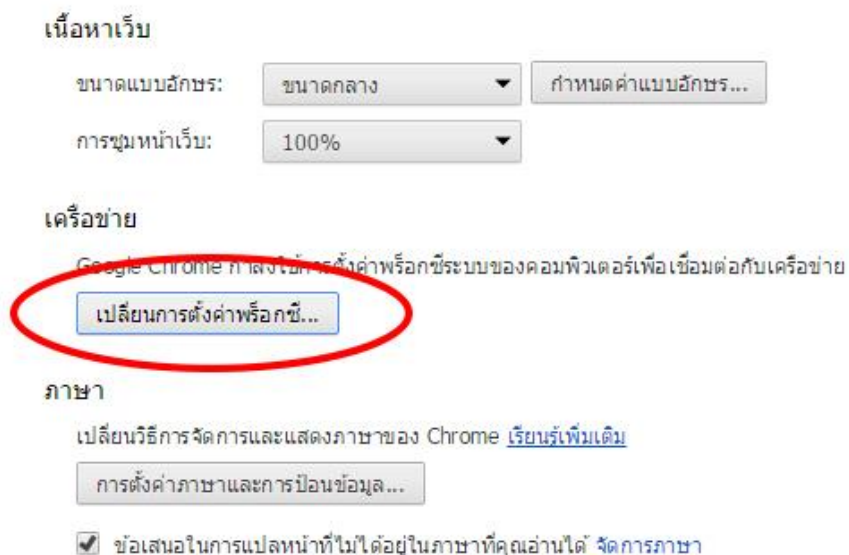 เนื้อหาเว็บ
ขนาดแบบอักษร: ขนาดกลาง กำหนดค่าแบบอักษร...
การซูมหน้าเว็บ: 100%
เครือข่าย
Google Chrome กำลังใช้การตั้งค่าพร็อกซีระบบของคอมพิวเตอร์เพื่อเชื่อมต่อกับเครือข่าย
เปลี่ยนการตั้งค่าพร็อกซี...
ภาษา
เปลี่ยนวิธีการจัดการและแสดงภาษาของ Chrome เรียนรู้เพิ่มเติม
การตั้งค่าภาษาและการป้อนข้อมูล...
ข้อเสนอในการแปลหน้าที่ไม่ได้อยู่ในภาษาที่คุณอ่านได้ จัดการภาษา